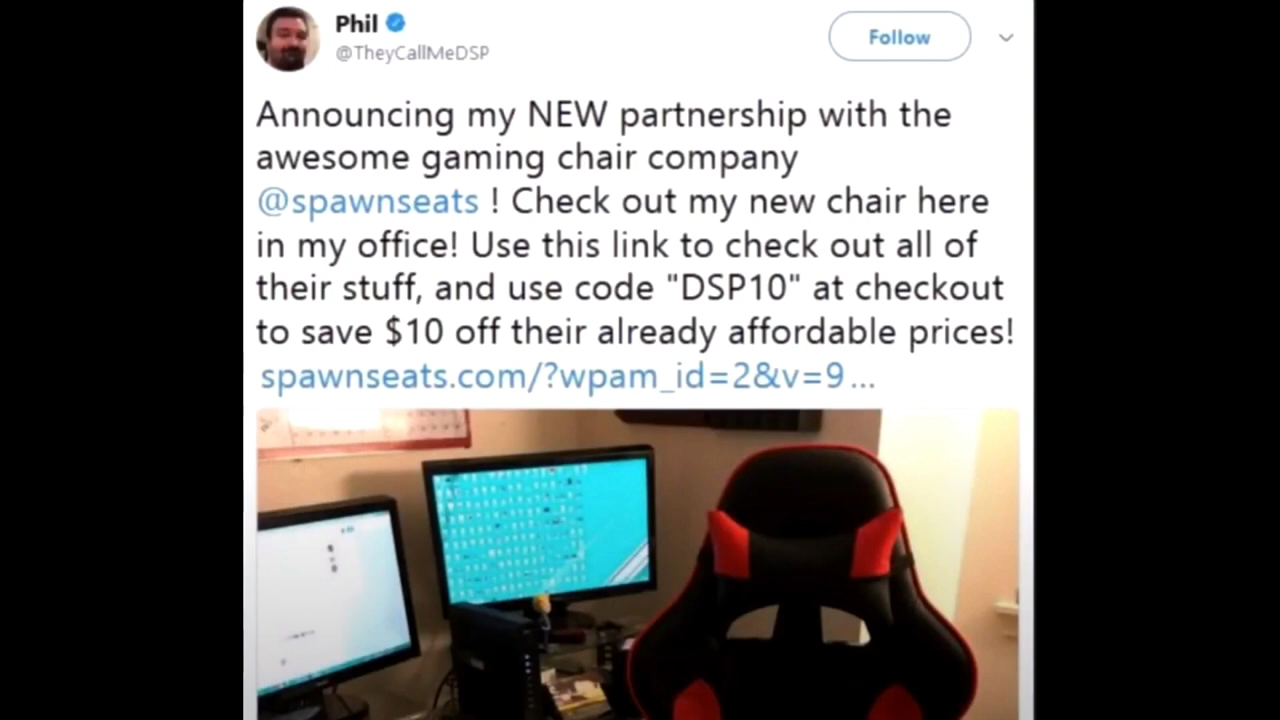 Phil
@TheyCallMeDSP
Follow
Announcing my NEW partnership with the
awesome gaming chair company
@spawnseats ! Check out my new chair here
in my office! Use this link to check out all of
their stuff, and use code "DSP10" at checkout
to save $10 off their already affordable prices!
spawnseats.com/?wpam_id=2&v=9...